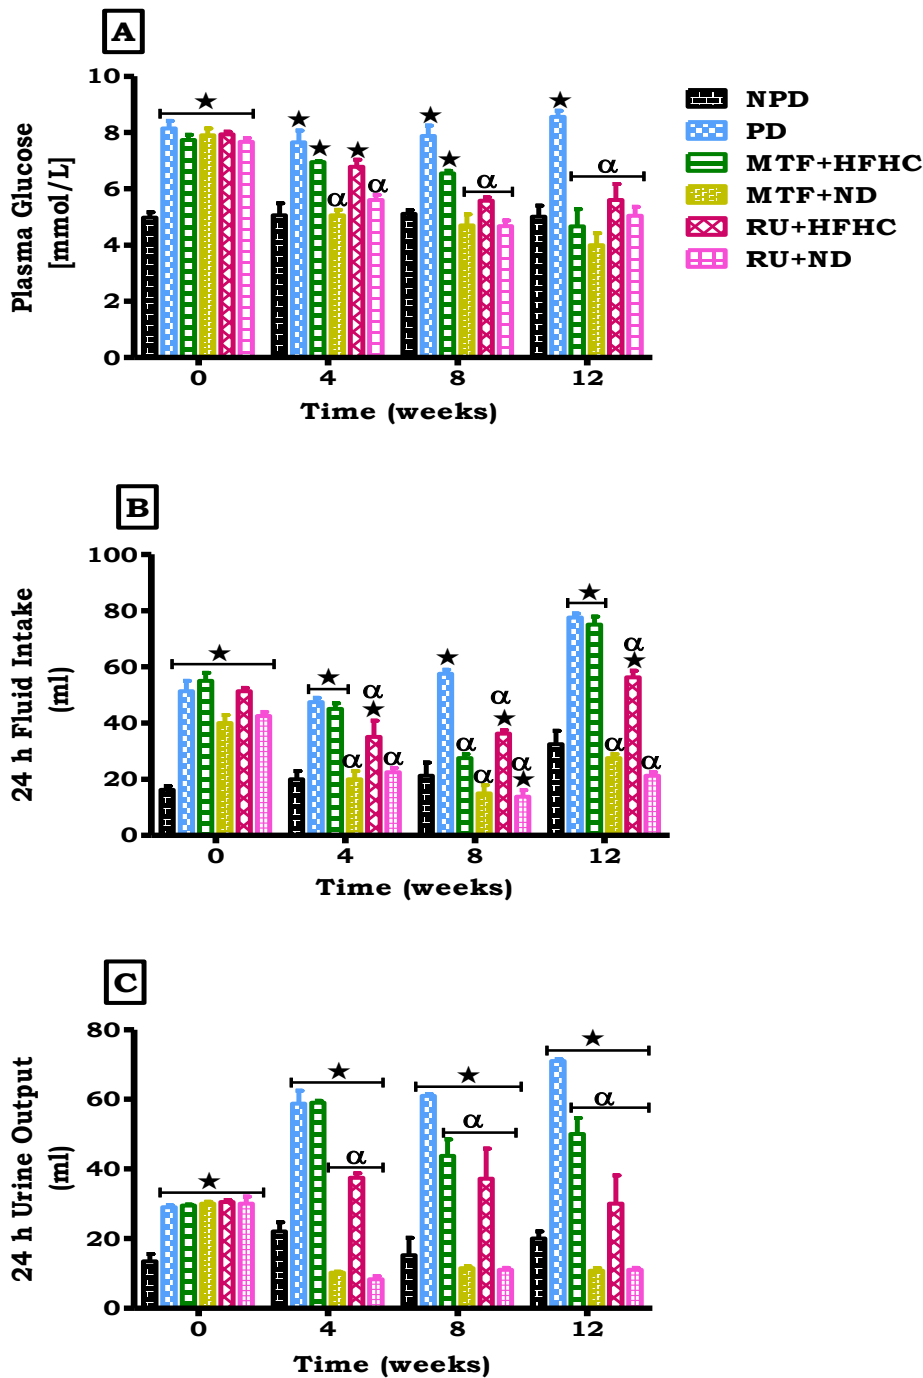 A
Plasma Glucose
[mmol/L]
10
8
6
4
2
0
★
★
★
★
α
α
★
★
α
★
α
0
4
8
12
Time (weeks)
NPD
PD
MTF+HFHC
MTF+ND
RU+HFHC
RU+ND
B
24 h Fluid Intake
(ml)
100
80
60
40
20
0
★
★
α
α
★
α
★
α
α
α
★
α
★
★
α
α
★
α
0
4
8
12
Time (weeks)
C
24 h Urine Output
(ml)
80
60
40
20
0
★
★
α
★
α
★
α
0
4
8
12
Time (weeks)